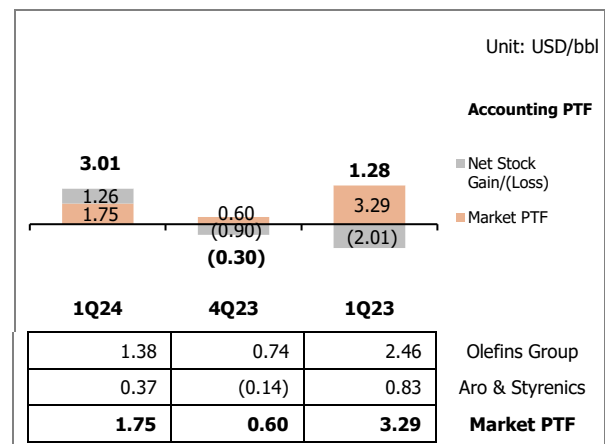 Unit: USD/bbl
Accounting PTF
3.01
1.28
Net Stock
Gain/(Loss)
1.26
1.75
0.60
(0.90)
3.29
(2.01)
Market PTF
(0.30)
1Q24 4Q23 1Q23
1.38 0.74 2.46 Olefins Group
0.37 (0.14) 0.83 Aro & Styrenics
1.75 0.60 3.29 Market PTF